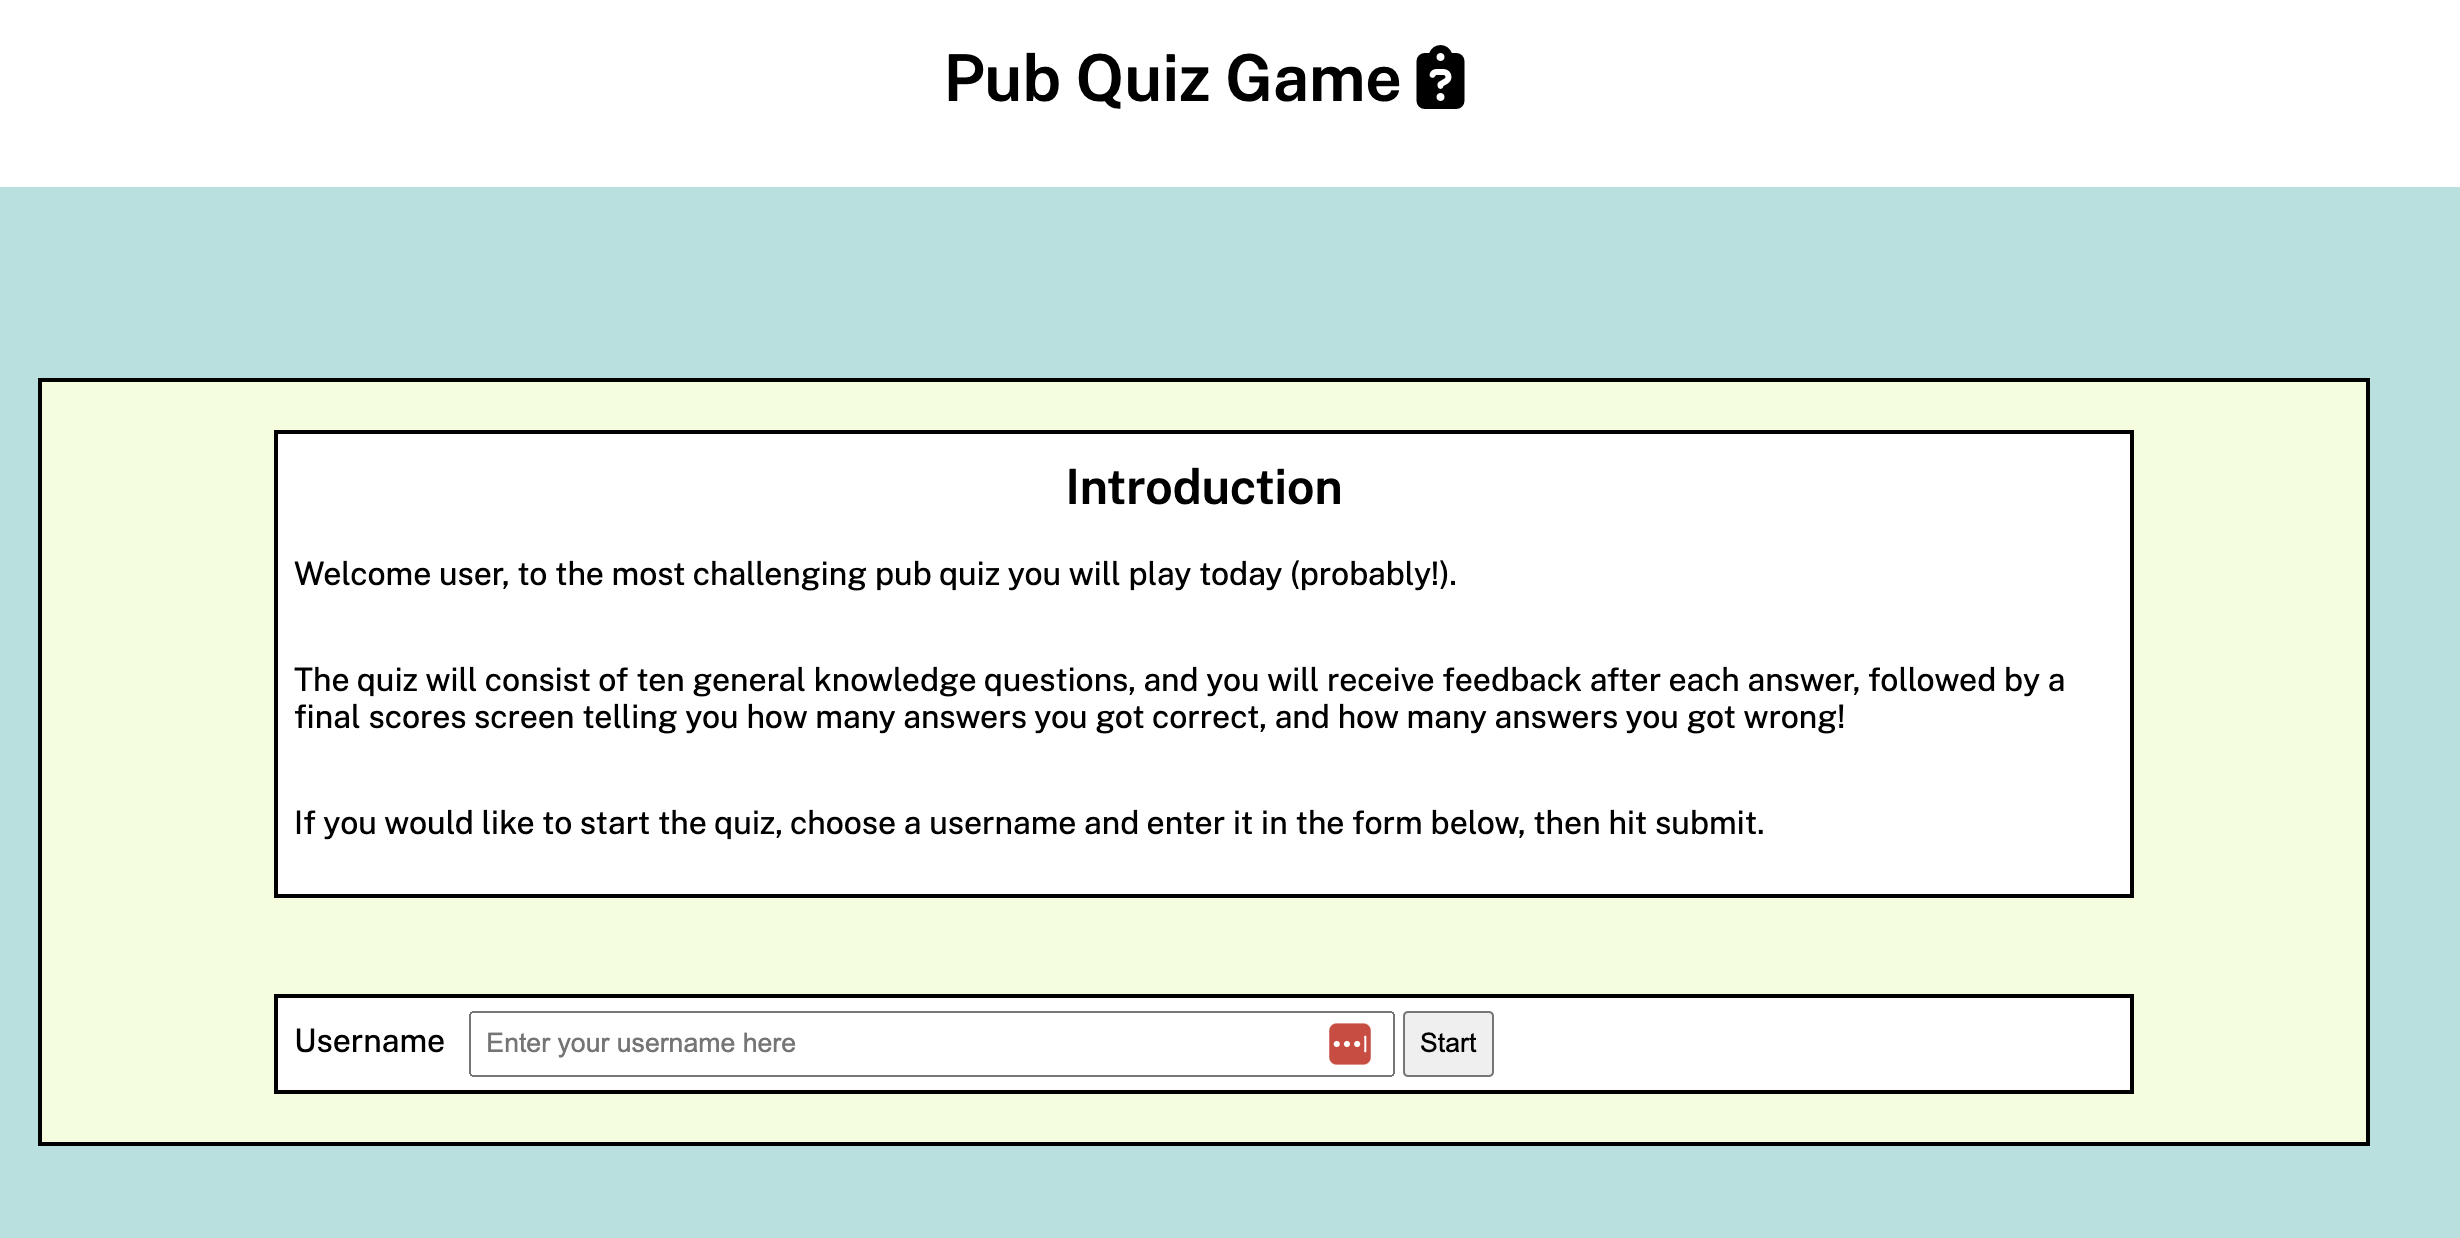 Pub Quiz Game
Introduction
Welcome user, to the most challenging pub quiz you will play today (probably!).
The quiz will consist of ten general knowledge questions, and you will receive feedback after each answer, followed by a
final scores screen telling you how many answers you got correct, and how many answers you got wrong!
If you would like to start the quiz, choose a username and enter it in the form below, then hit submit.
Username Enter your username here Start